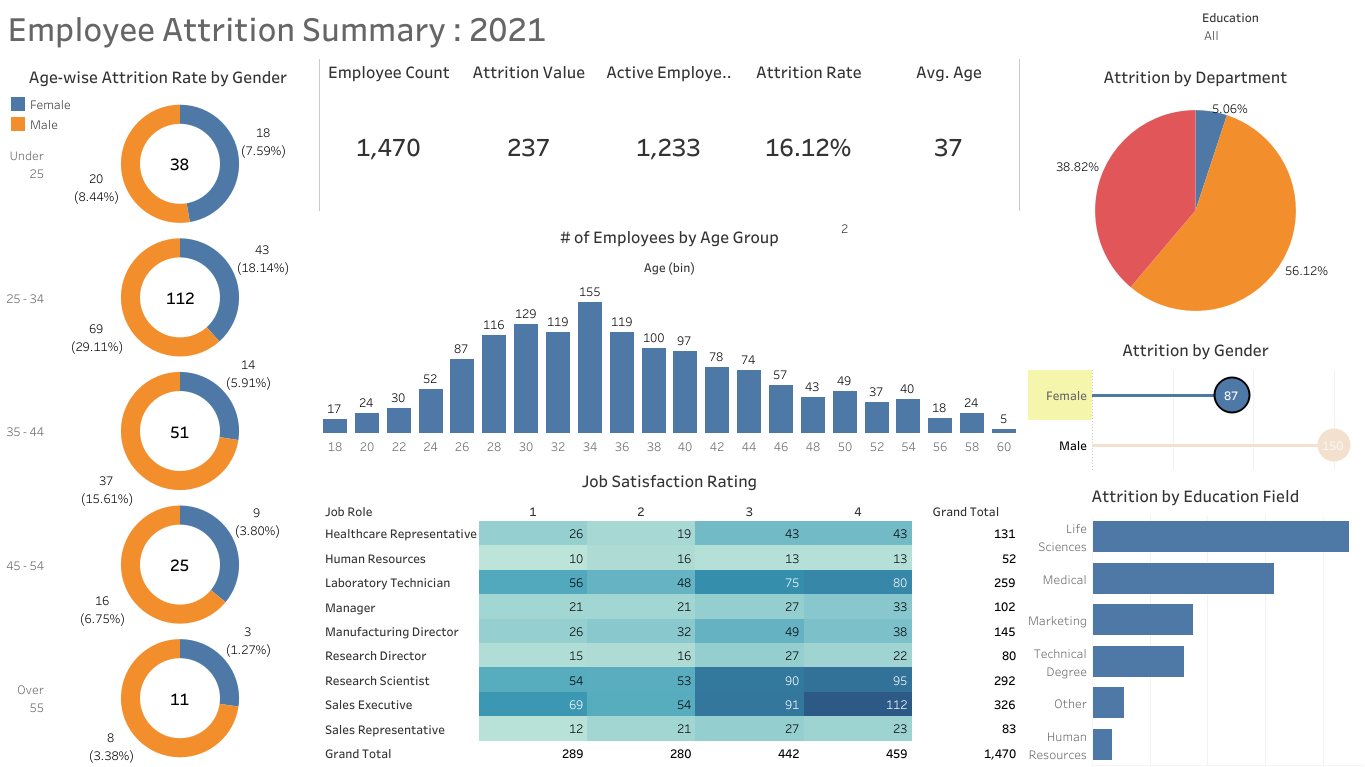 Employee Attrition Summary : 2021
Education
All
Age-wise Attrition Rate by Gender
Female
Male
Under
25
38
18
(7.59%)
20
(8.44%)
25 - 34
112
43
(18.14%)
69
(29.11%)
35 - 44
51
14
(5.91%)
37
(15.61%)
45 - 54
25
9
(3.80%)
16
(6.75%)
Over
55
11
3
(1.27%)
8
(3.38%)
Employee Count Attrition Value Active Employe.. Attrition Rate Avg. Age
1,470 237 1,233 16.12% 37
# of Employees by Age Group
2
Age (bin)
17 24 30 52 87 116 129 119 155 119 100 97 78 74 57 43 49 37 40 18 24 5
18 20 22 24 26 28 30 32 34 36 38 40 42 44 46 48 50 52 54 56 58 60
Job Satisfaction Rating
Job Role 1 2 3 4 Grand Total
Healthcare Representative 26 19 43 43 131
Human Resources 10 16 13 13 52
Laboratory Technician 56 48 75 80 259
Manager 21 21 27 33 102
Manufacturing Director 26 32 49 38 145
Research Director 15 16 27 22 80
Research Scientist 54 53 90 95 292
Sales Executive 69 54 91 112 326
Sales Representative 12 21 27 23 83
Grand Total 289 280 442 459 1,470
Attrition by Department
5.06%
38.82%
56.12%
Attrition by Gender
Female 87
Male 150
Attrition by Education Field
Life
Sciences
Medical
Marketing
Technical
Degree
Other
Human
Resources